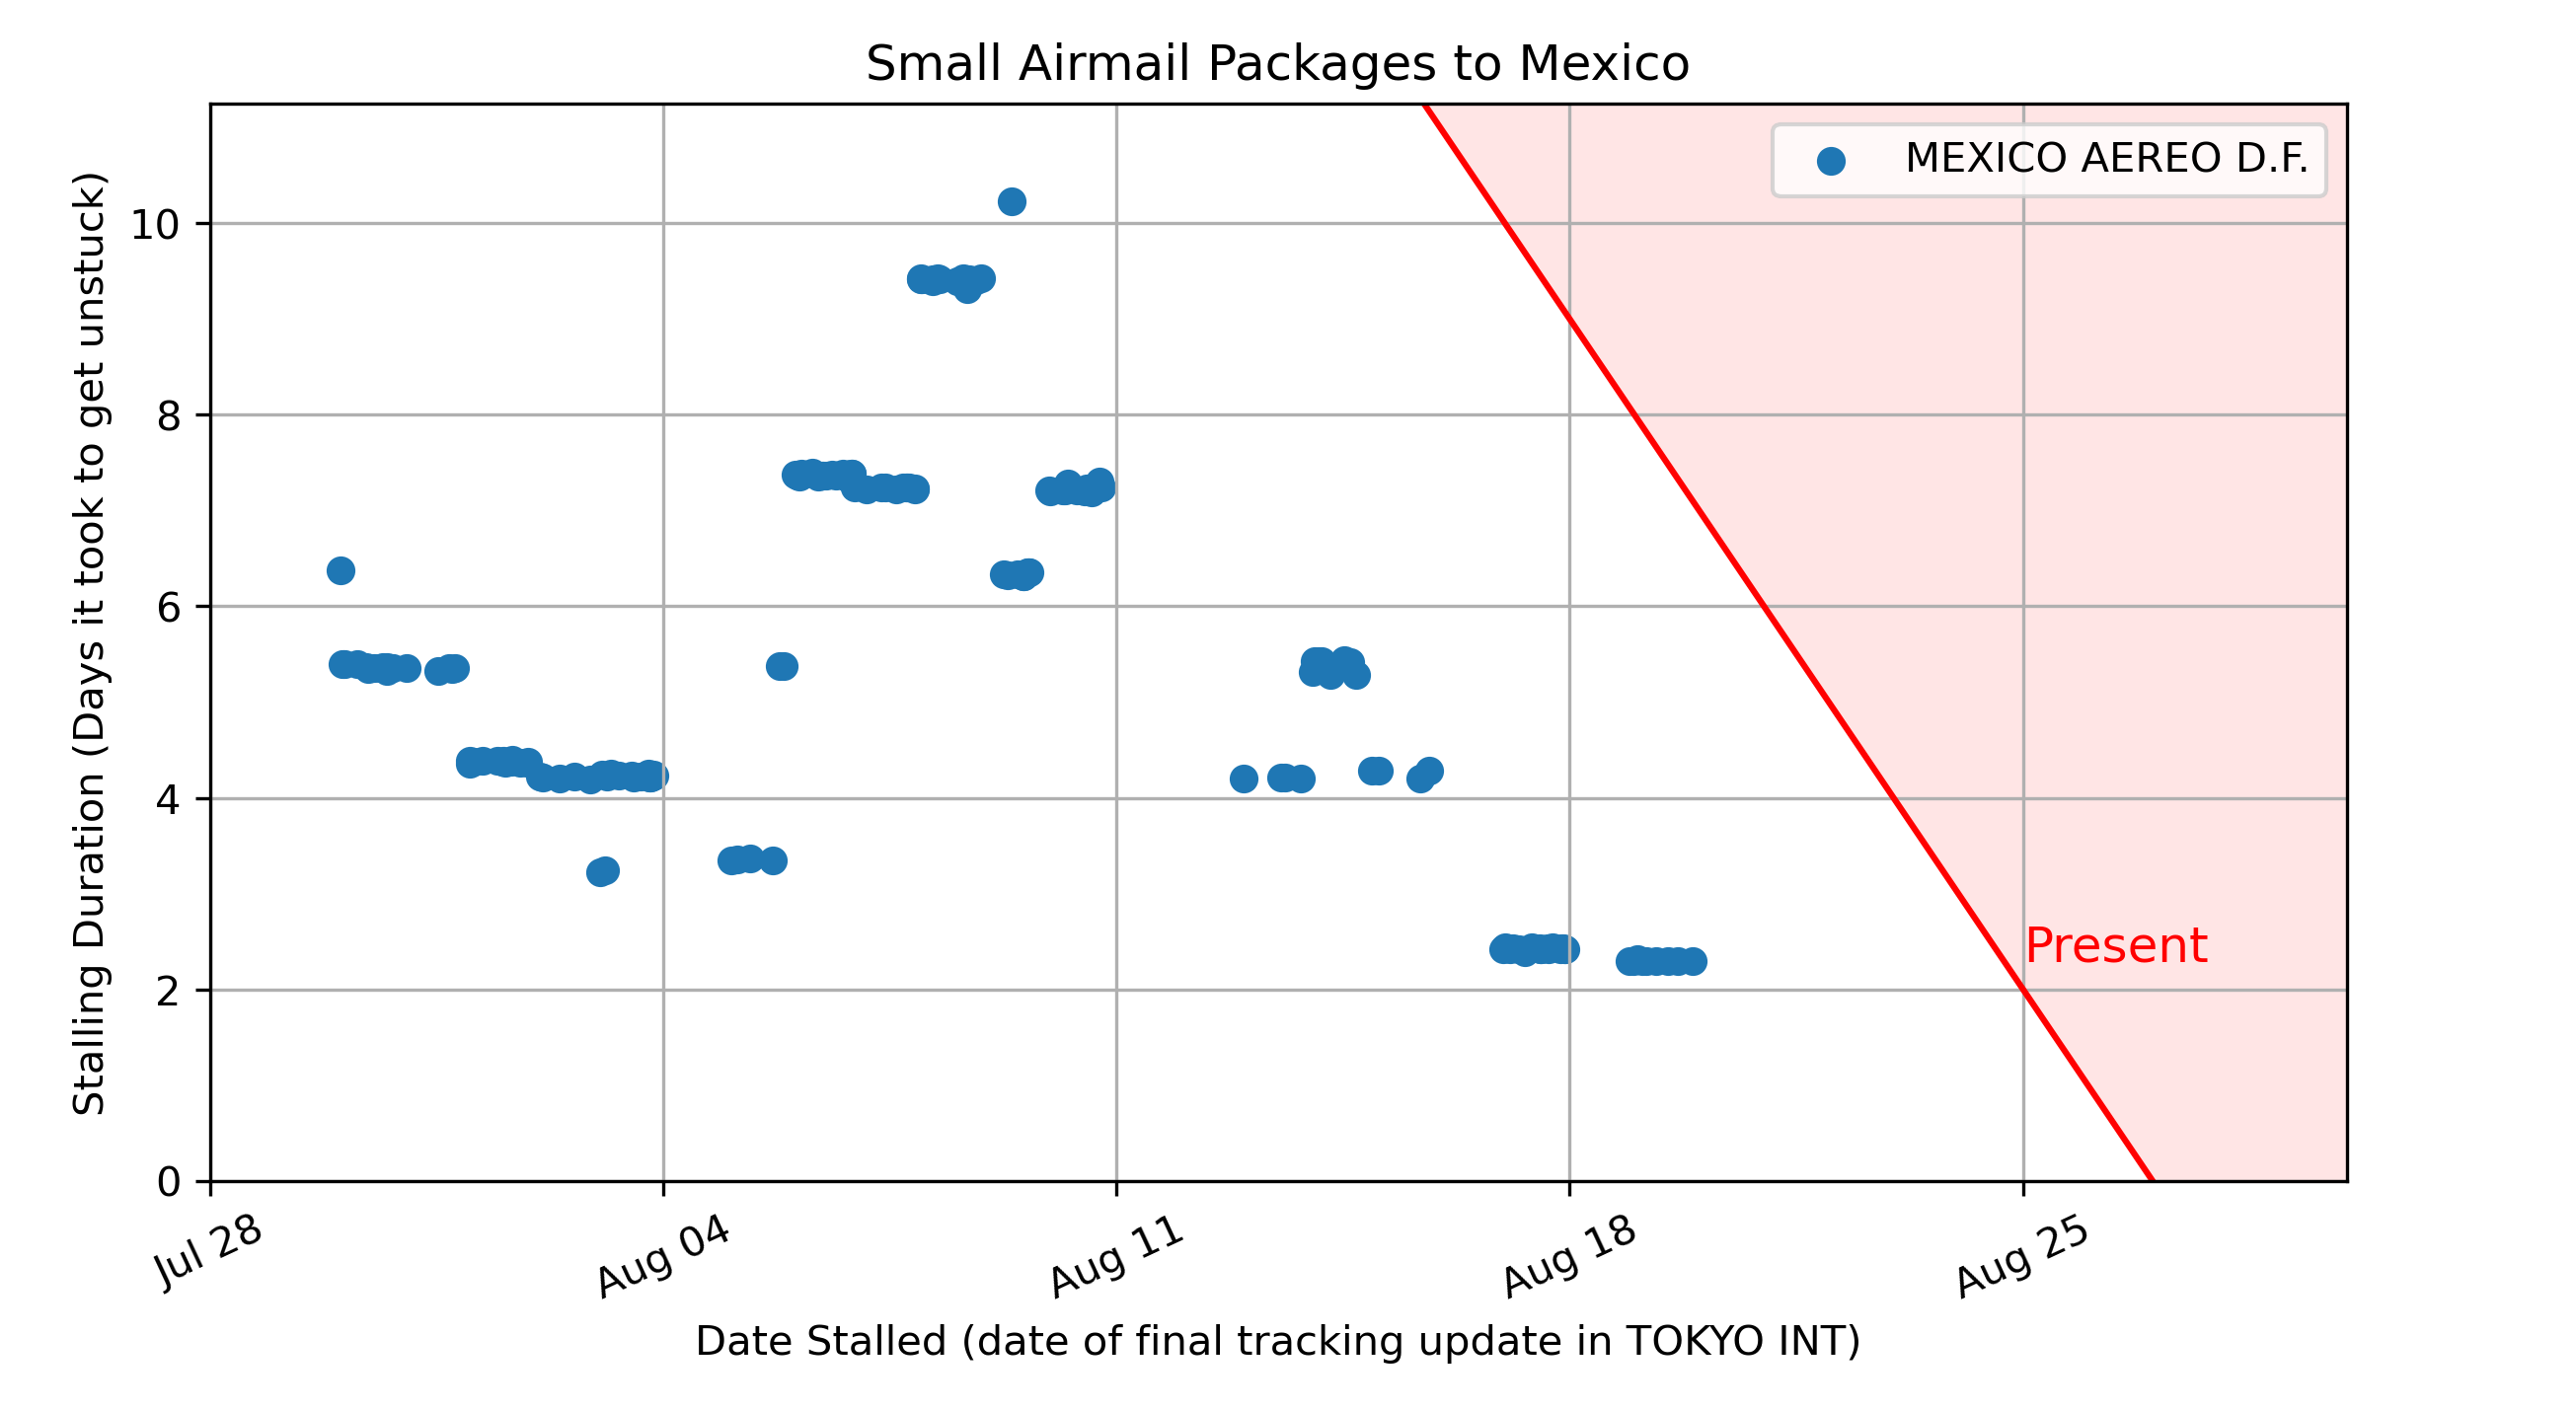 Small Airmail Packages to Mexico
MEXICO AEREO D.F.
Stalling Duration (Days it took to get unstuck)
10
8
6
4
2
0
Present
Jul 28
Aug 04
Aug 11
Aug 18
Aug 25
Date Stalled (date of final tracking update in TOKYO INT)